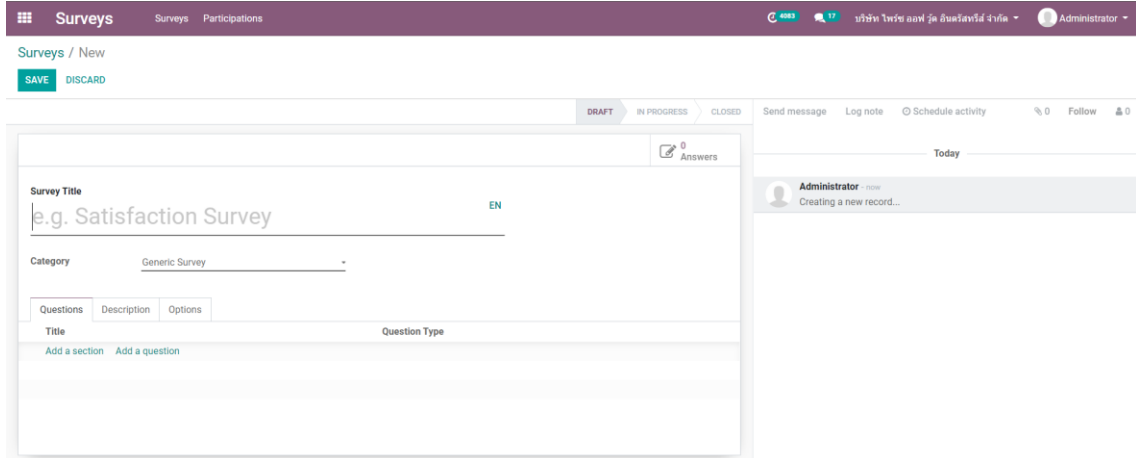 Surveys Surveys Participations 4083 17 บริษัท ไพร์ซ ออฟ วู้ด อินดรัสทรีส์ จำกัด Administrator
Surveys / New
SAVE DISCARD
DRAFT IN PROGRESS CLOSED Send message Log note Schedule activity 0 Follow 0
0
Answers
Today
Survey Title
e.g. Satisfaction Survey EN
Administrator - now
Creating a new record...
Category Generic Survey
Questions Description Options
Title Question Type
Add a section Add a question